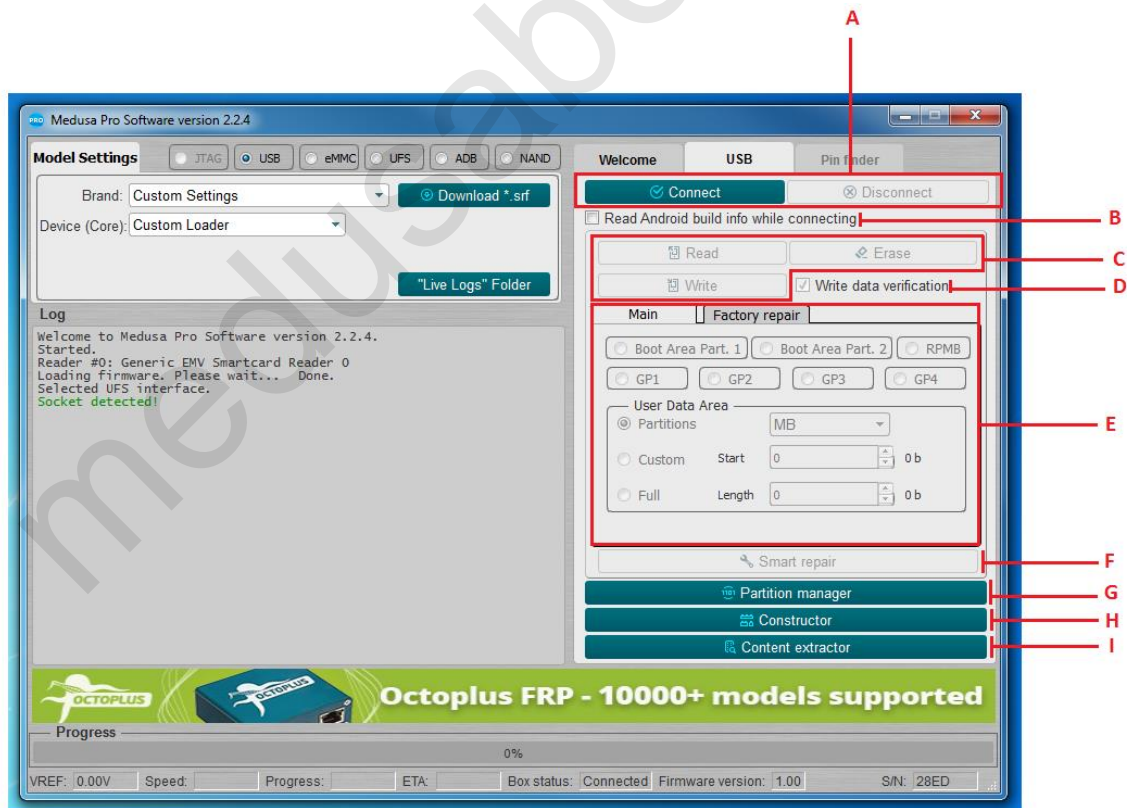 A
Medusa Pro Software version 2.2.4
Model Settings JTAG USB eMMC UFS ADB NAND
Brand: Custom Settings Download *.srf
Device (Core): Custom Loader
"Live Logs" Folder
Log
Welcome to Medusa Pro Software version 2.2.4.
Started.
Reader #0: Generic EMV Smartcard Reader 0
Loading firmware. Please wait... Done.
Selected UFS interface.
Socket detected!
Welcome USB Pin finder
Connect Disconnect
Read Android build info while connecting B
Read Erase C
Write Write data verification D
Main Factory repair
Boot Area Part. 1 Boot Area Part. 2 RPMB
GP1 GP2 GP3 GP4
User Data Area
Partitions MB E
Custom Start 0 0 b
Full Length 0 0 b
Smart repair F
Partition manager G
Constructor H
Content extractor I
OCTOPLUS OCTOPLUS Octoplus FRP - 10000+ models supported
Progress
0%
VREF: 0.00V Speed: Progress: ETA: Box status: Connected Firmware version: 1.00 S/N: 28ED
medusabo